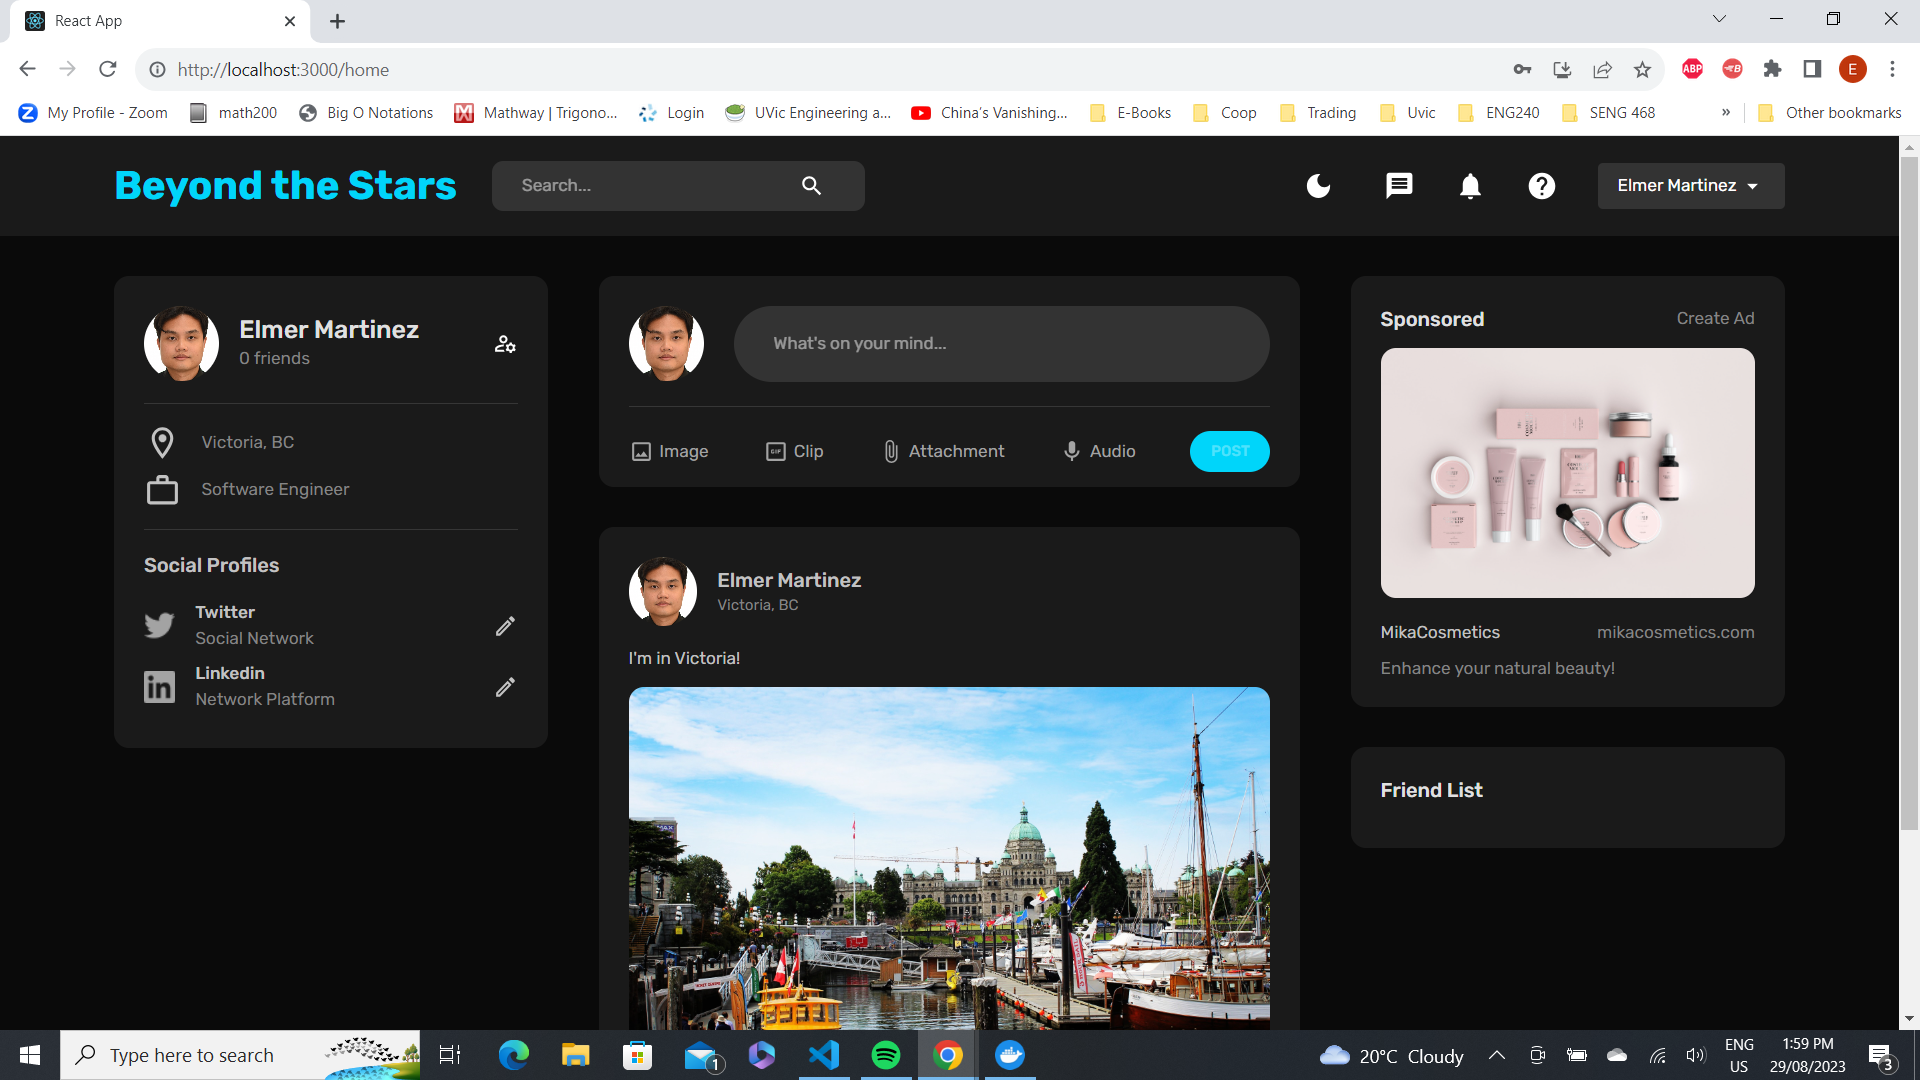 React App
http://localhost:3000/home
ABP
B
E
My Profile - Zoom
math200
Big O Notations
Mathway | Trigono...
Login
UVic Engineering a...
China's Vanishing...
E-Books
Coop
Trading
Uvic
ENG240
SENG 468
»
Other bookmarks
Beyond the Stars
Search...
Elmer Martinez
Elmer Martinez
0 friends
Victoria, BC
Software Engineer
Social Profiles
Twitter
Social Network
Linkedin
Network Platform
What's on your mind...
Image
GIF Clip
Attachment
Audio
POST
Elmer Martinez
Victoria, BC
I'm in Victoria!
Sponsored
Create Ad
MikaCosmetics
mikacosmetics.com
Enhance your natural beauty!
Friend List
Type here to search
1
20°C Cloudy
ENG
US
1:59 PM
29/08/2023
3